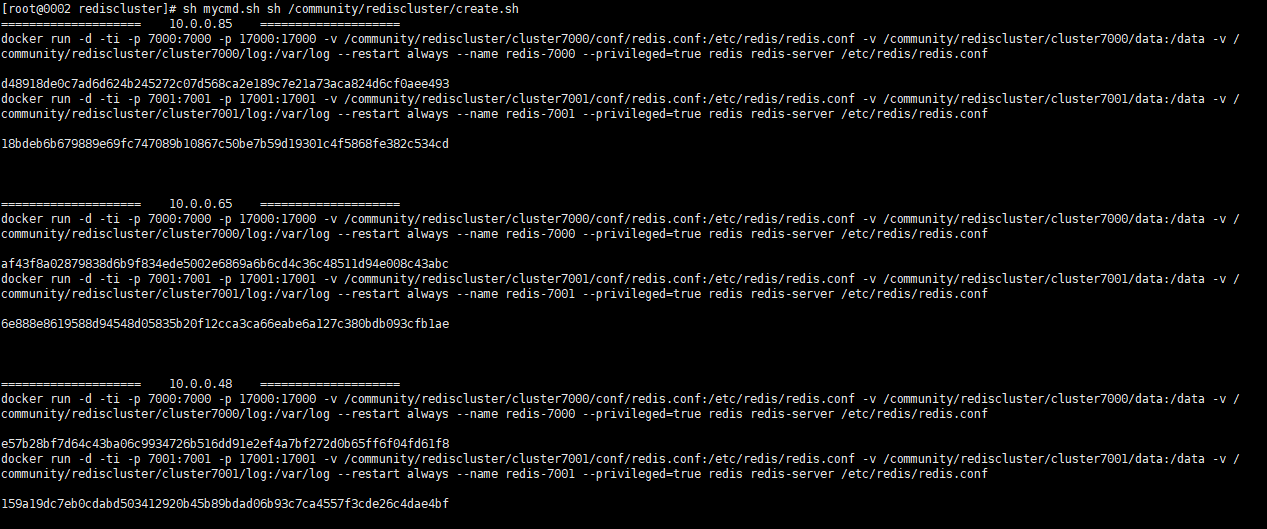 [root@0002 rediscluster]# sh mycmd.sh sh /community/rediscluster/create.sh
====================    10.0.0.85    ====================
docker run -d -ti -p 7000:7000 -p 17000:17000 -v /community/rediscluster/cluster7000/conf/redis.conf:/etc/redis/redis.conf -v /community/rediscluster/cluster7000/data:/data -v /
community/rediscluster/cluster7000/log:/var/log --restart always --name redis-7000 --privileged=true redis redis-server /etc/redis/redis.conf
d48918de0c7ad6d624b245272c07d568ca2e189c7e21a73aca824d6cf0aee493
docker run -d -ti -p 7001:7001 -p 17001:17001 -v /community/rediscluster/cluster7001/conf/redis.conf:/etc/redis/redis.conf -v /community/rediscluster/cluster7001/data:/data -v /
community/rediscluster/cluster7001/log:/var/log --restart always --name redis-7001 --privileged=true redis redis-server /etc/redis/redis.conf
18bdeb6b679889e69fc747089b10867c50be7b59d19301c4f5868fe382c534cd
====================    10.0.0.65    ====================
docker run -d -ti -p 7000:7000 -p 17000:17000 -v /community/rediscluster/cluster7000/conf/redis.conf:/etc/redis/redis.conf -v /community/rediscluster/cluster7000/data:/data -v /
community/rediscluster/cluster7000/log:/var/log --restart always --name redis-7000 --privileged=true redis redis-server /etc/redis/redis.conf
af43f8a02879838d6b9f834ede5002e6869a6b6cd4c36c48511d94e008c43abc
docker run -d -ti -p 7001:7001 -p 17001:17001 -v /community/rediscluster/cluster7001/conf/redis.conf:/etc/redis/redis.conf -v /community/rediscluster/cluster7001/data:/data -v /
community/rediscluster/cluster7001/log:/var/log --restart always --name redis-7001 --privileged=true redis redis-server /etc/redis/redis.conf
6e888e8619588d94548d05835b20f12cca3ca66eabe6a127c380bdb093cfb1ae
====================    10.0.0.48    ====================
docker run -d -ti -p 7000:7000 -p 17000:17000 -v /community/rediscluster/cluster7000/conf/redis.conf:/etc/redis/redis.conf -v /community/rediscluster/cluster7000/data:/data -v /
community/rediscluster/cluster7000/log:/var/log --restart always --name redis-7000 --privileged=true redis redis-server /etc/redis/redis.conf
e57b28bf7d64c43ba06c9934726b516dd91e2ef4a7bf272d0b65ff6f04fd61f8
docker run -d -ti -p 7001:7001 -p 17001:17001 -v /community/rediscluster/cluster7001/conf/redis.conf:/etc/redis/redis.conf -v /community/rediscluster/cluster7001/data:/data -v /
community/rediscluster/cluster7001/log:/var/log --restart always --name redis-7001 --privileged=true redis redis-server /etc/redis/redis.conf
159a19dc7eb0cdabd503412920b45b89bdad06b93c7ca4557f3cde26c4dae4bf